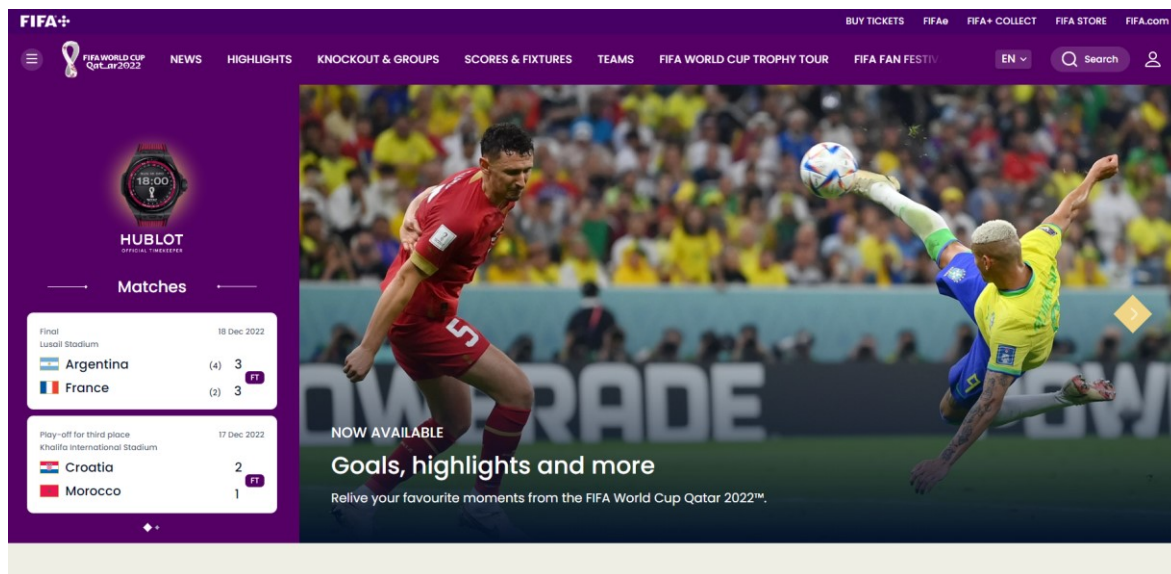 FIFA+
BUY TICKETS FIFAe FIFA+ COLLECT FIFA STORE FIFA.com
FIFA WORLD CUP
Qatar2022
NEWS HIGHLIGHTS KNOCKOUT & GROUPS SCORES & FIXTURES TEAMS FIFA WORLD CUP TROPHY TOUR FIFA FAN FESTIV
EN
Search
18:00
HUBLOT
OFFICIAL TIMEKEEPER
Matches
Final 18 Dec 2022
Lusail Stadium
Argentina (4) 3
FT
France (2) 3
Play-off for third place 17 Dec 2022
Khalifa International Stadium
Croatia 2
FT
Morocco 1
5
9
NOW AVAILABLE
Goals, highlights and more
Relive your favourite moments from the FIFA World Cup Qatar 2022™.